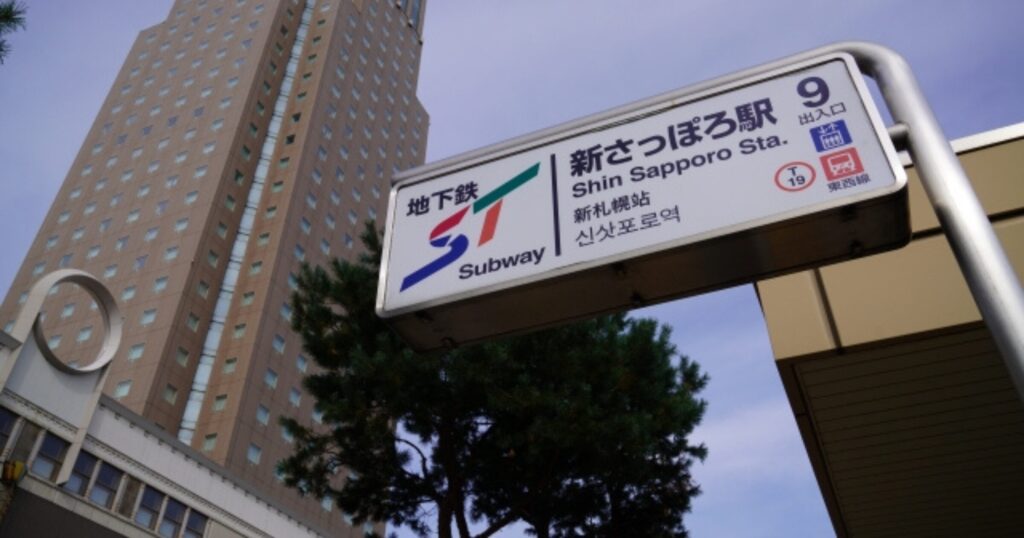 地下鉄
ST
Subway
新さっぽろ駅
Shin Sapporo Sta.
新札幌站
신삿포로역
9
出入口
T
19
東西線